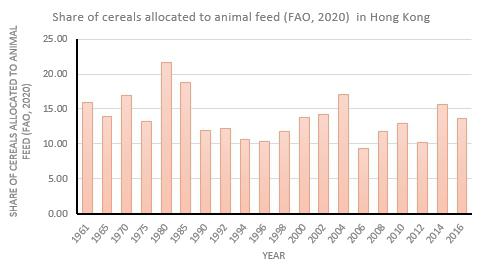 Share of cereals allocated to animal feed (FAO, 2020)  in Hong Kong
SHARE OF CEREALS ALLOCATED TO ANIMAL
FEED (FAO, 2020)
25.00
20.00
15.00
10.00
5.00
0.00
1961 1965 1970 1975 1980 1985 1990 1992 1994 1996 1998 2000 2002 2004 2006 2008 2010 2012 2014 2016
YEAR